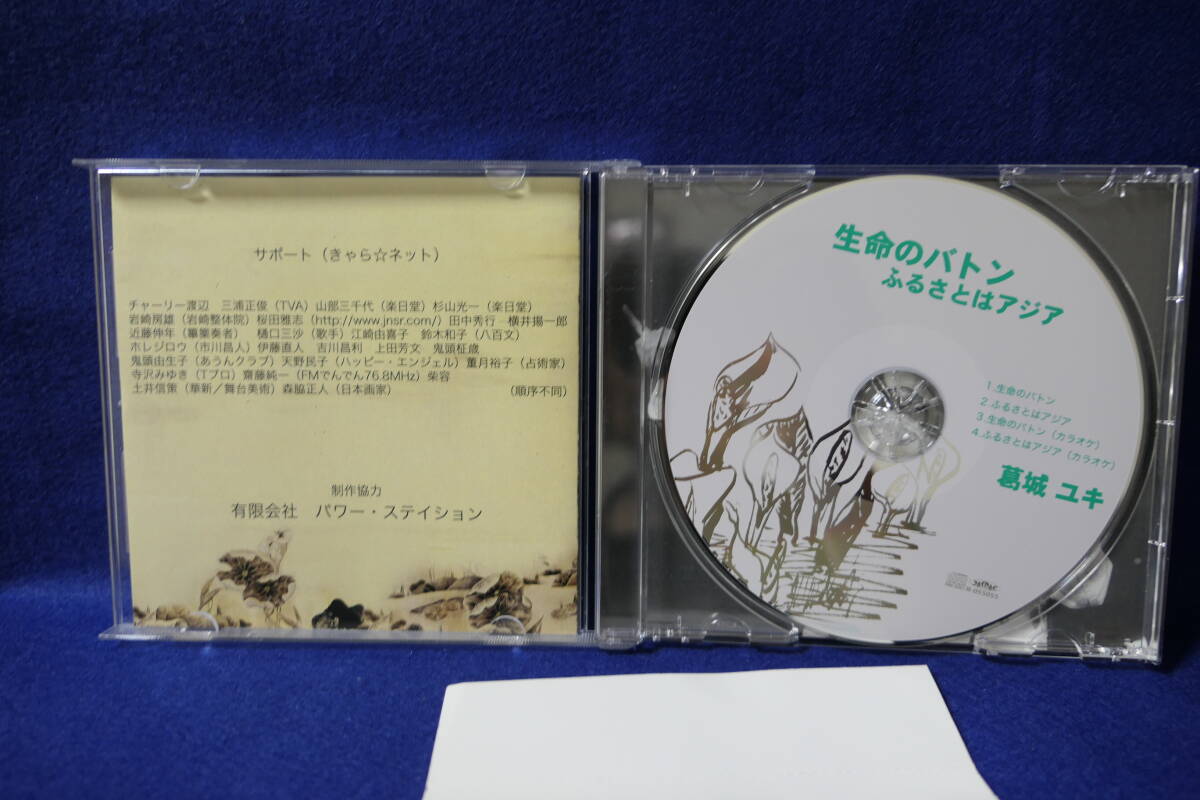 サポート（きゃら☆ネット）
チャーリー渡辺　三浦正俊（TVA）山部三千代（楽日堂）杉山光一（楽日堂）
岩崎房雄（岩崎整体院）桜田雅志（http://www.jnsr.com/）田中秀行　横井揚一郎
近藤伸年（篳篥奏者）　樋口三沙（歌手）江崎由喜子　鈴木和子（八百文）
ホレジロウ（市川昌人）伊藤直人　吉川昌利　上田芳文　鬼頭柾歳
鬼頭由生子（あうんクラブ）天野民子（ハッピー・エンジェル）董月裕子（占術家）
寺沢みゆき（Tプロ）齋藤純一（FMでんでん76.8MHz）柴容
土井信策（華新／舞台美術）森脇正人（日本画家）　（順序不同）
制作協力
有限会社　パワー・ステイション
生命のバトン
ふるさとはアジア
1.生命のバトン
2.ふるさとはアジア
3.生命のバトン（カラオケ）
4.ふるさとはアジア（カラオケ）
葛城 ユキ
JASRAC
R-055055